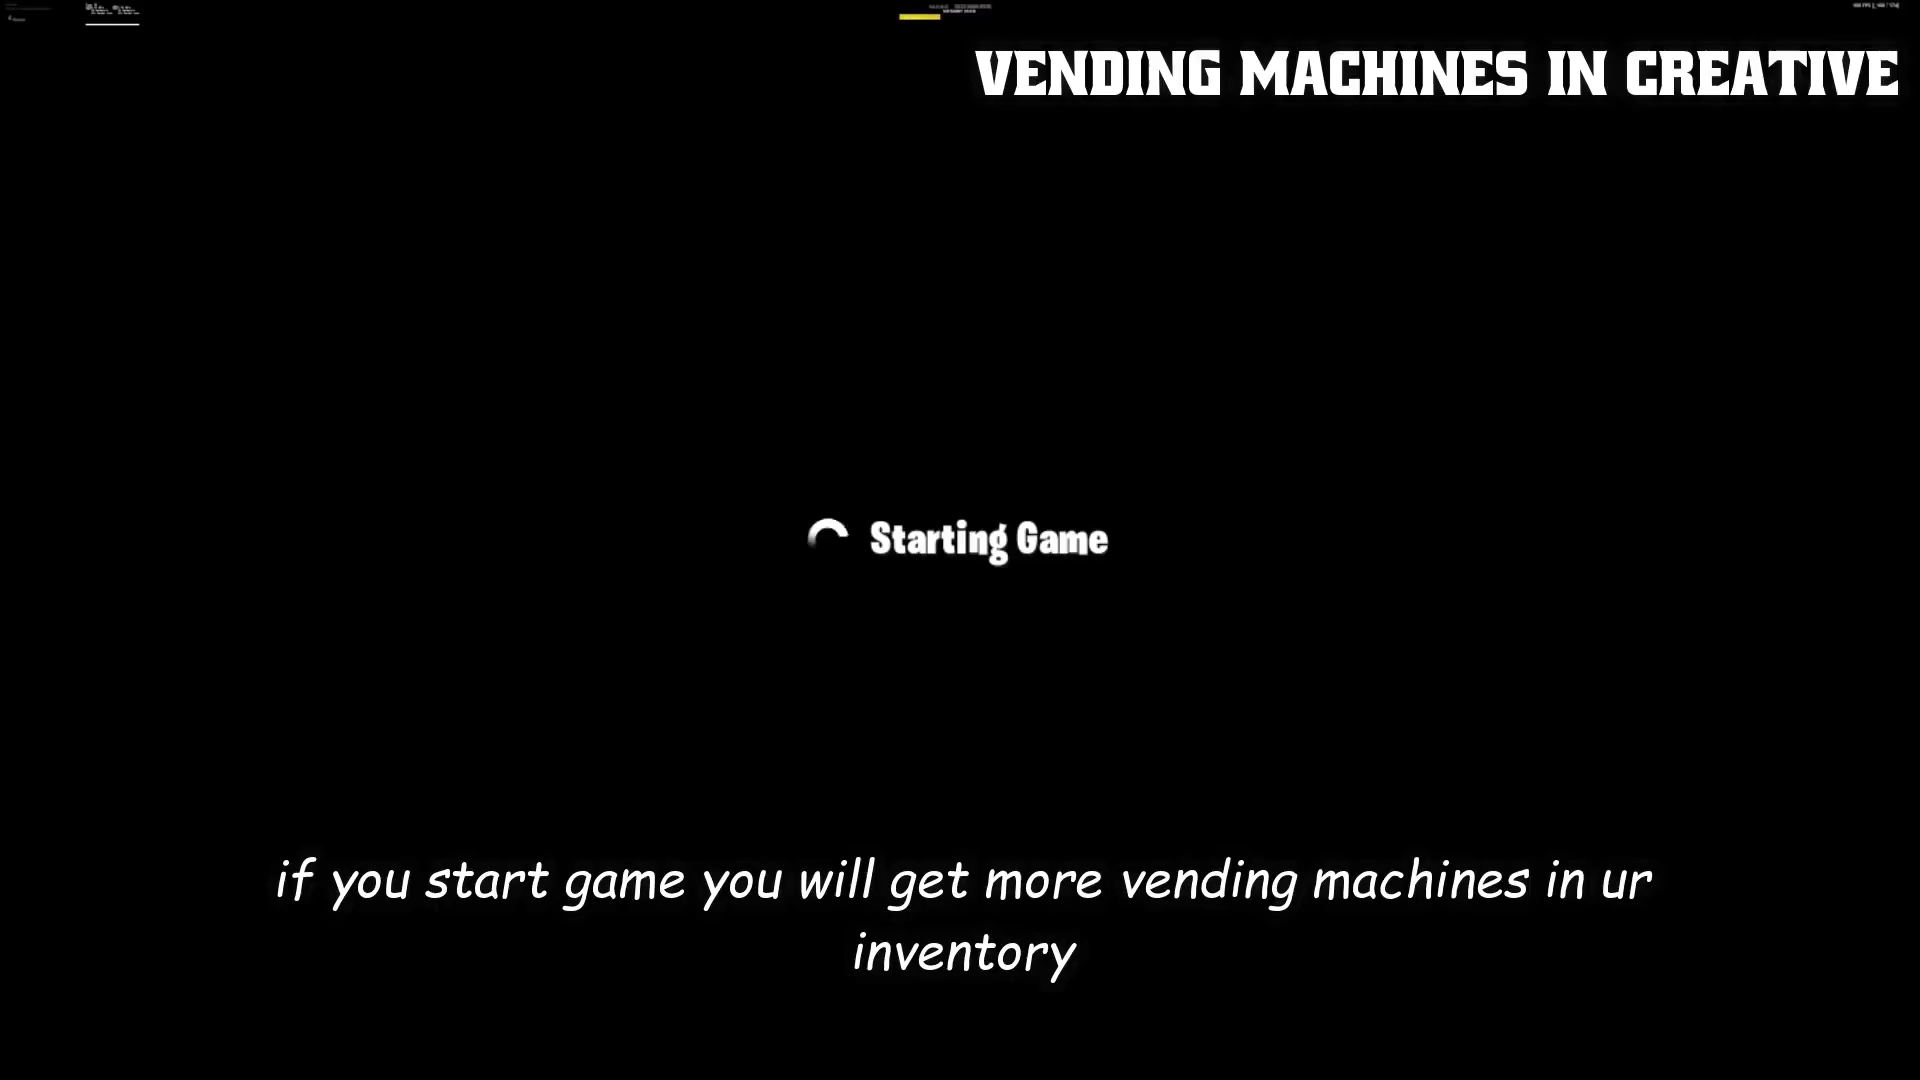 VENDING MACHINES IN CREATIVE
Starting Game
if you start game you will get more vending machines in ur
inventory